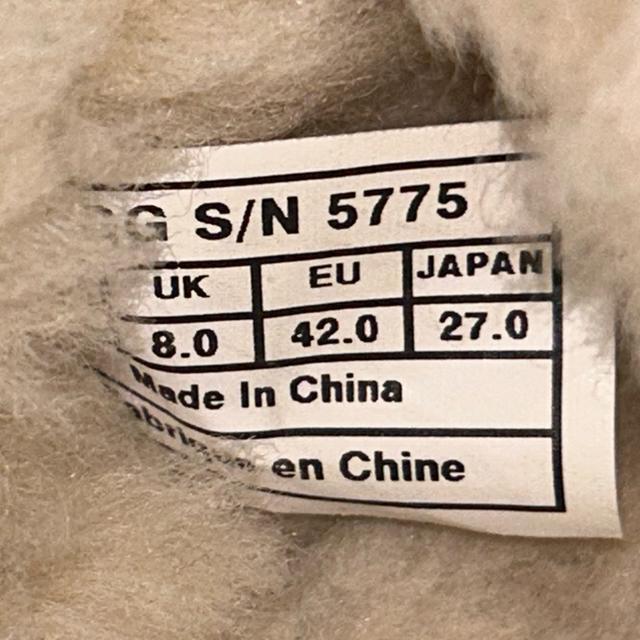 S/N 5775
UK EU JAPAN
8.0 42.0 27.0
Made In China
en Chine